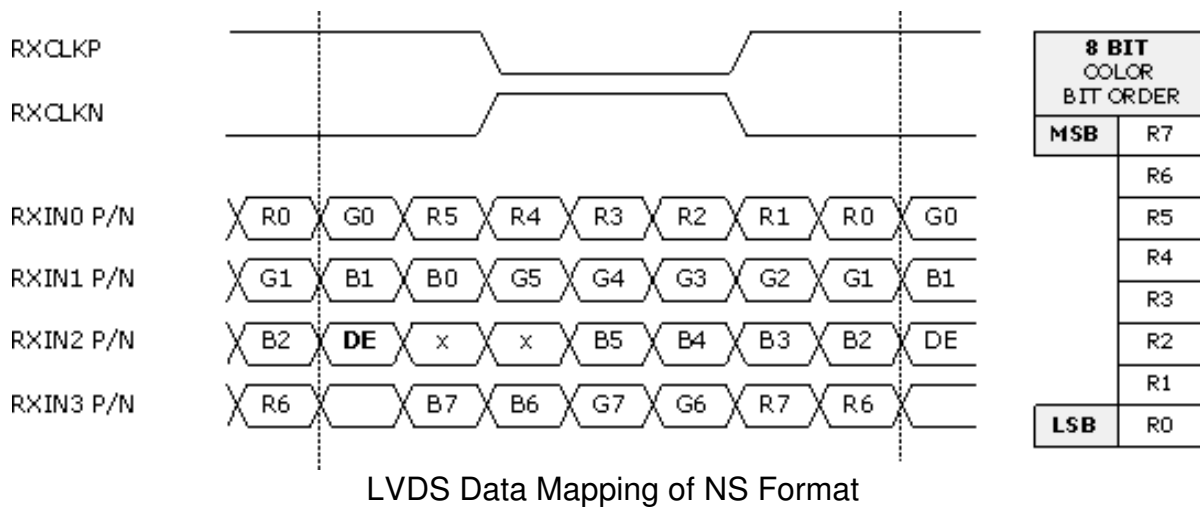 RXCLKP
RXCLKN
RXIN0 P/N R0 G0 R5 R4 R3 R2 R1 R0 G0
RXIN1 P/N G1 B1 B0 G5 G4 G3 G2 G1 B1
RXIN2 P/N B2 DE x x B5 B4 B3 B2 DE
RXIN3 P/N R6 B7 B6 G7 G6 R7 R6
8 BIT
COLOR
BIT ORDER
MSB R7
R6
R5
R4
R3
R2
R1
LSB R0
LVDS Data Mapping of NS Format